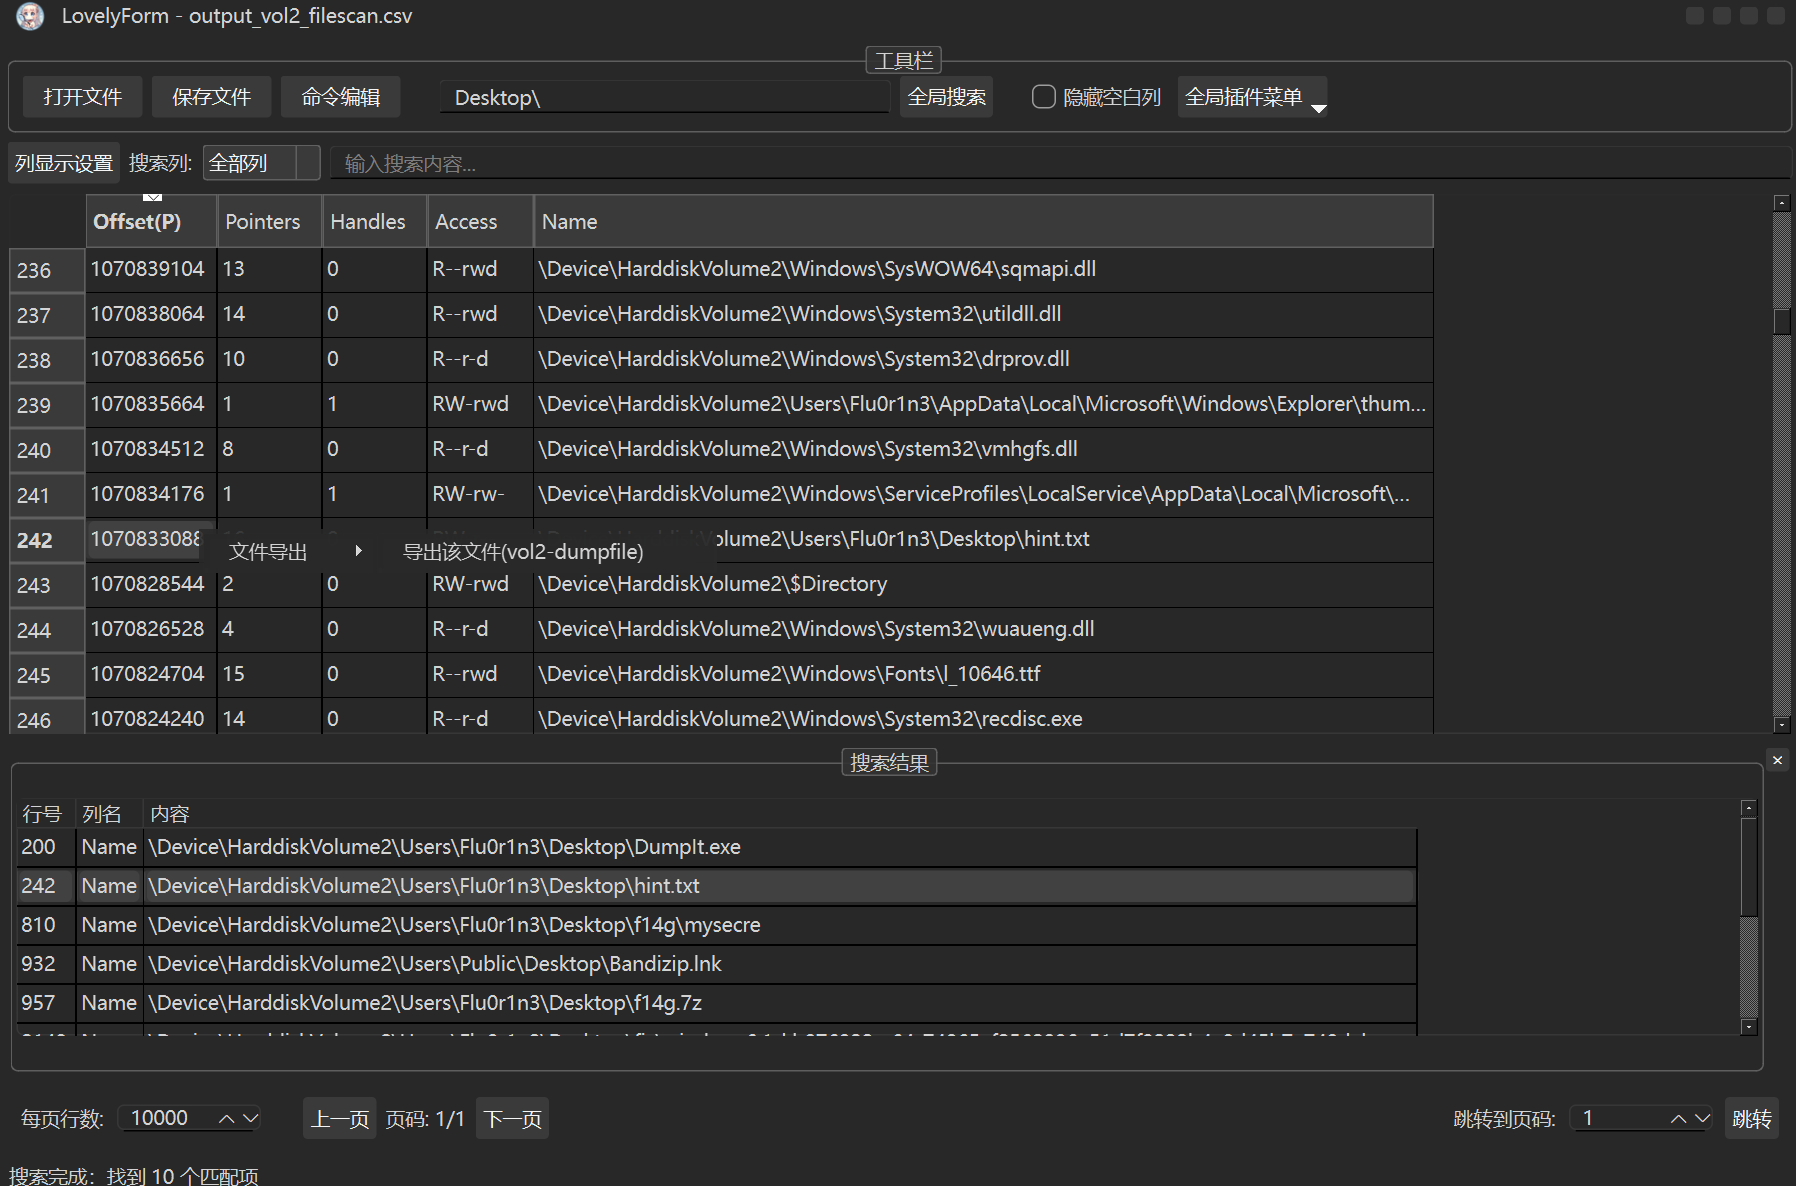 LovelyForm - output_vol2_filescan.csv
工具栏
打开文件 保存文件 命令编辑 Desktop\ 全局搜索 隐藏空白列 全局插件菜单
列显示设置 搜索列: 全部列 输入搜索内容...
Offset(P) Pointers Handles Access Name
236 1070839104 13 0 R--rwd \Device\HarddiskVolume2\Windows\SysWOW64\sqmapi.dll
237 1070838064 14 0 R--rwd \Device\HarddiskVolume2\Windows\System32\utildll.dll
238 1070836656 10 0 R--r-d \Device\HarddiskVolume2\Windows\System32\drprov.dll
239 1070835664 1 1 RW-rwd \Device\HarddiskVolume2\Users\Flu0r1n3\AppData\Local\Microsoft\Windows\Explorer\thum...
240 1070834512 8 0 R--r-d \Device\HarddiskVolume2\Windows\System32\vmhgfs.dll
241 1070834176 1 1 RW-rw- \Device\HarddiskVolume2\Windows\ServiceProfiles\LocalService\AppData\Local\Microsoft\...
242 1070833088 diskVolume2\Users\Flu0r1n3\Desktop\hint.txt
文件导出 导出该文件(vol2-dumpfile)
243 1070828544 2 0 RW-rwd \Device\HarddiskVolume2\$Directory
244 1070826528 4 0 R--r-d \Device\HarddiskVolume2\Windows\System32\wuaueng.dll
245 1070824704 15 0 R--rwd \Device\HarddiskVolume2\Windows\Fonts\l_10646.ttf
246 1070824240 14 0 R--r-d \Device\HarddiskVolume2\Windows\System32\recdisc.exe
搜索结果
行号 列名 内容
200 Name \Device\HarddiskVolume2\Users\Flu0r1n3\Desktop\DumpIt.exe
242 Name \Device\HarddiskVolume2\Users\Flu0r1n3\Desktop\hint.txt
810 Name \Device\HarddiskVolume2\Users\Flu0r1n3\Desktop\f14g\mysecre
932 Name \Device\HarddiskVolume2\Users\Public\Desktop\Bandizip.lnk
957 Name \Device\HarddiskVolume2\Users\Flu0r1n3\Desktop\f14g.7z
每页行数: 10000 上一页 页码: 1/1 下一页 跳转到页码: 1 跳转
搜索完成: 找到 10 个匹配项